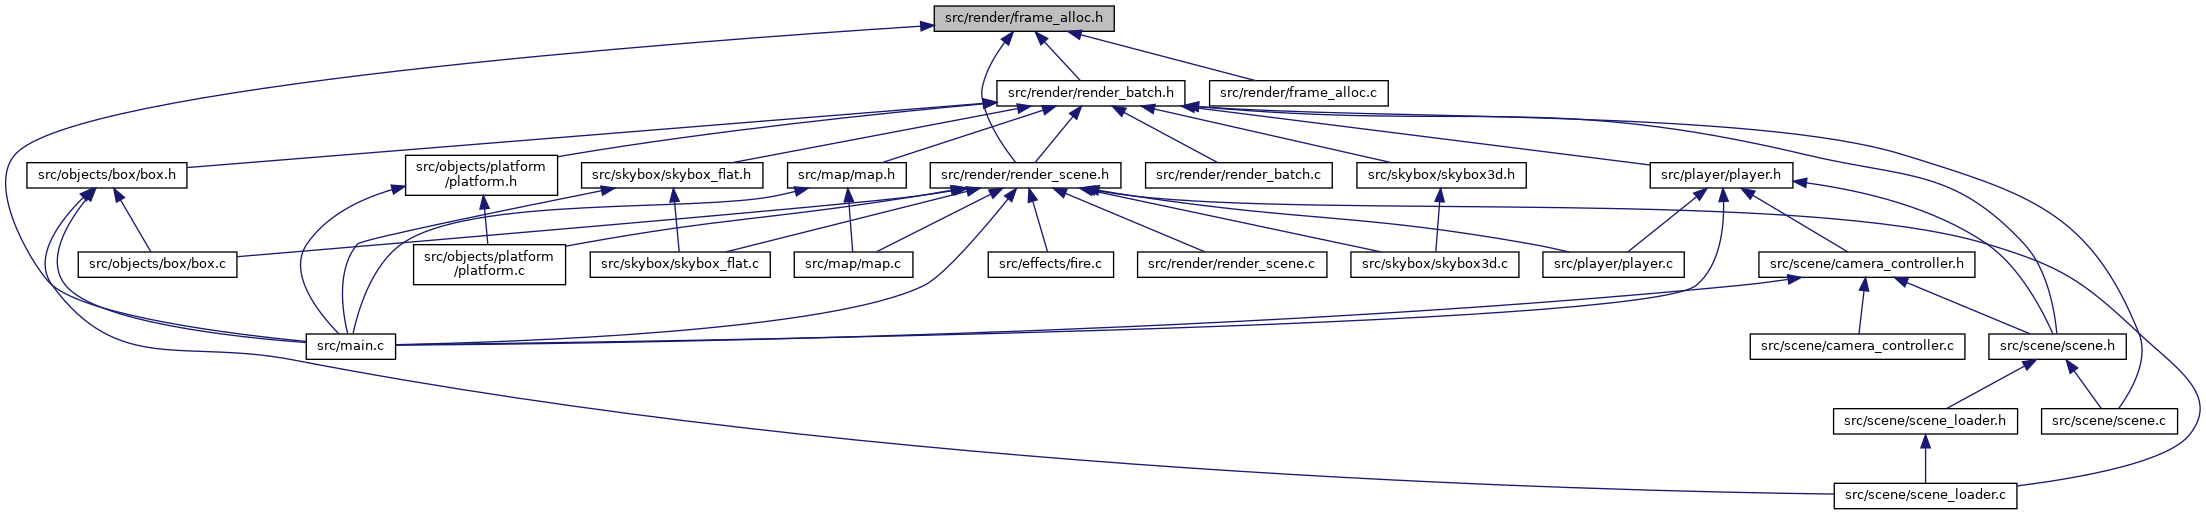 src/render/frame_alloc.h
src/render/render_batch.h
src/render/frame_alloc.c
src/objects/box/box.h
src/objects/platform
/platform.h
src/skybox/skybox_flat.h
src/map/map.h
src/render/render_scene.h
src/render/render_batch.c
src/skybox/skybox3d.h
src/player/player.h
src/objects/box/box.c
src/objects/platform
/platform.c
src/skybox/skybox_flat.c
src/map/map.c
src/effects/fire.c
src/render/render_scene.c
src/skybox/skybox3d.c
src/player/player.c
src/scene/camera_controller.h
src/main.c
src/scene/camera_controller.c
src/scene/scene.h
src/scene/scene_loader.h
src/scene/scene.c
src/scene/scene_loader.c